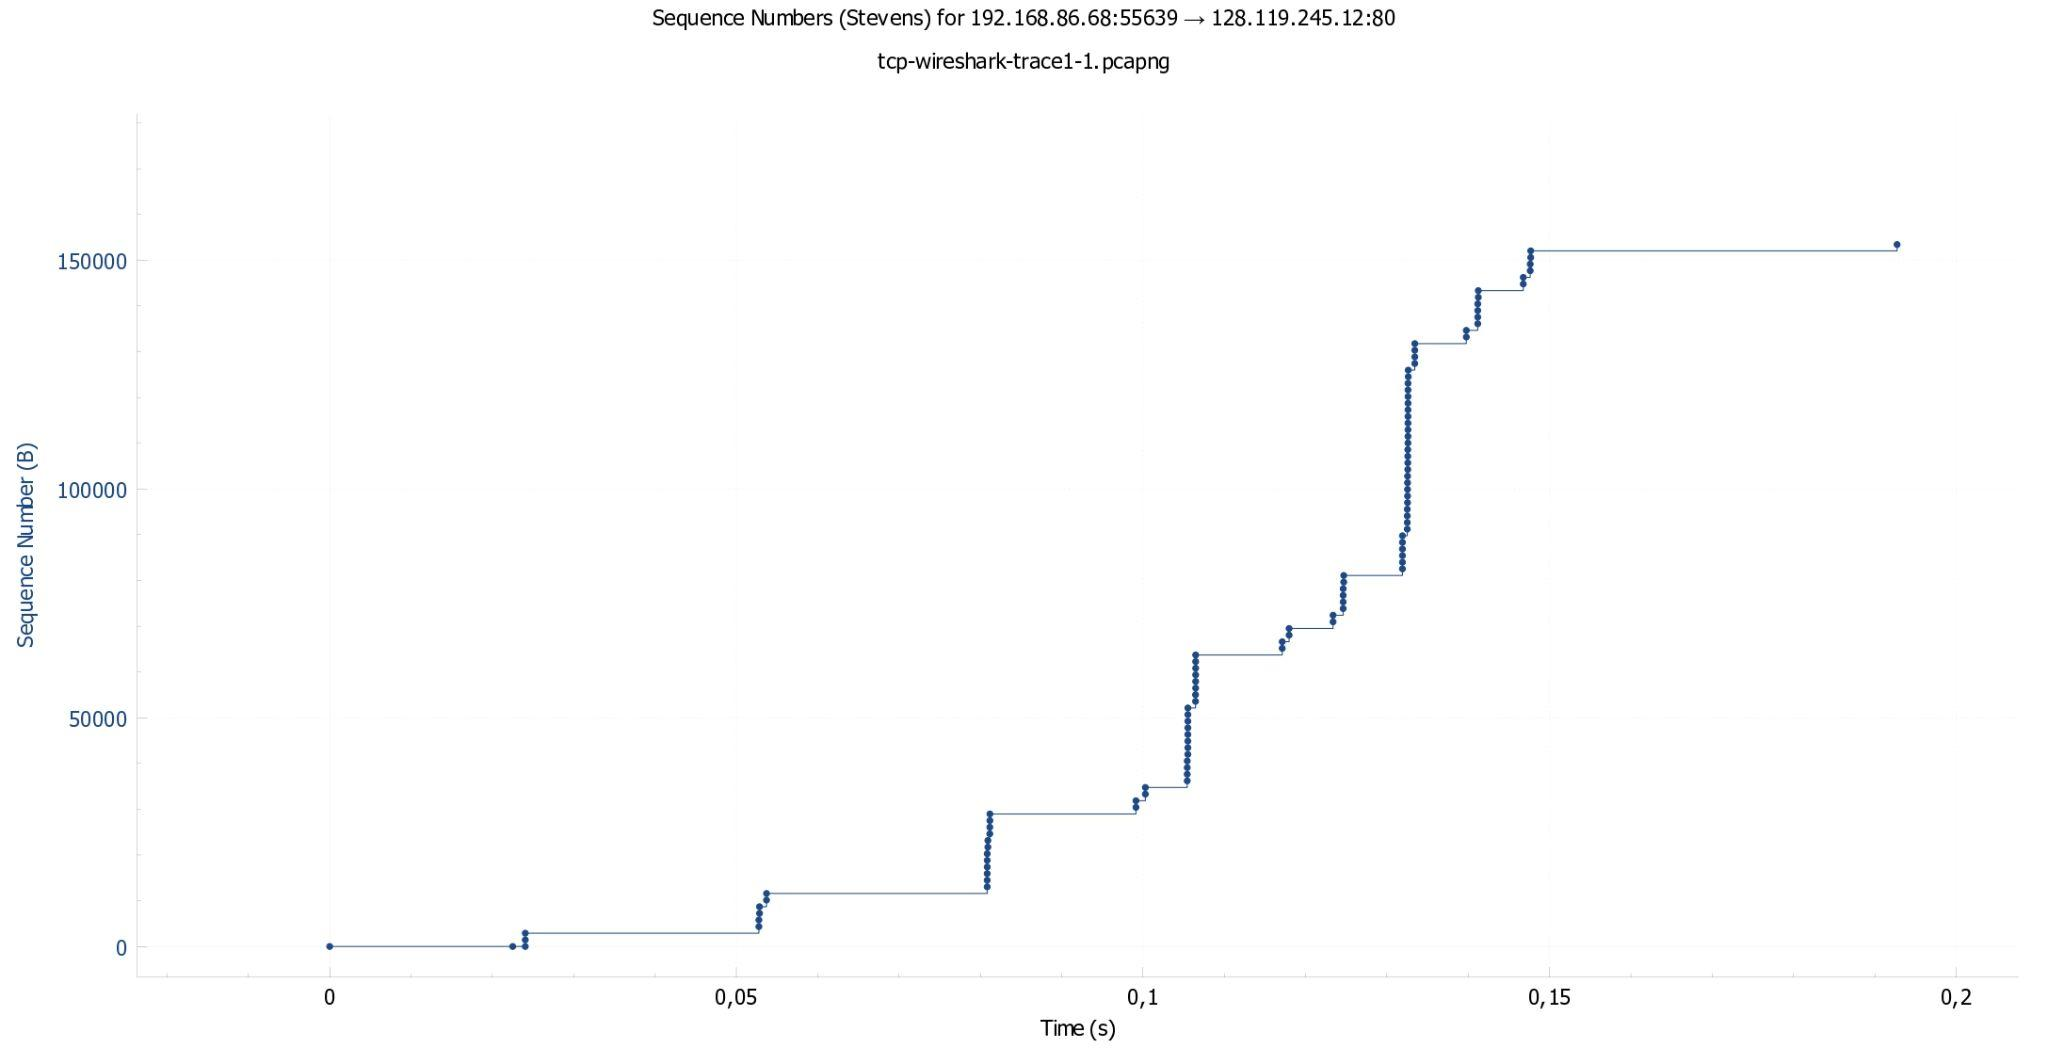 Sequence Numbers (Stevens) for 192.168.86.68:55639 → 128.119.245.12:80
tcp-wireshark-trace1-1.pcapng
Sequence Number (B)
150000
100000
50000
0
0
0,05
0,1
0,15
0,2
Time (s)